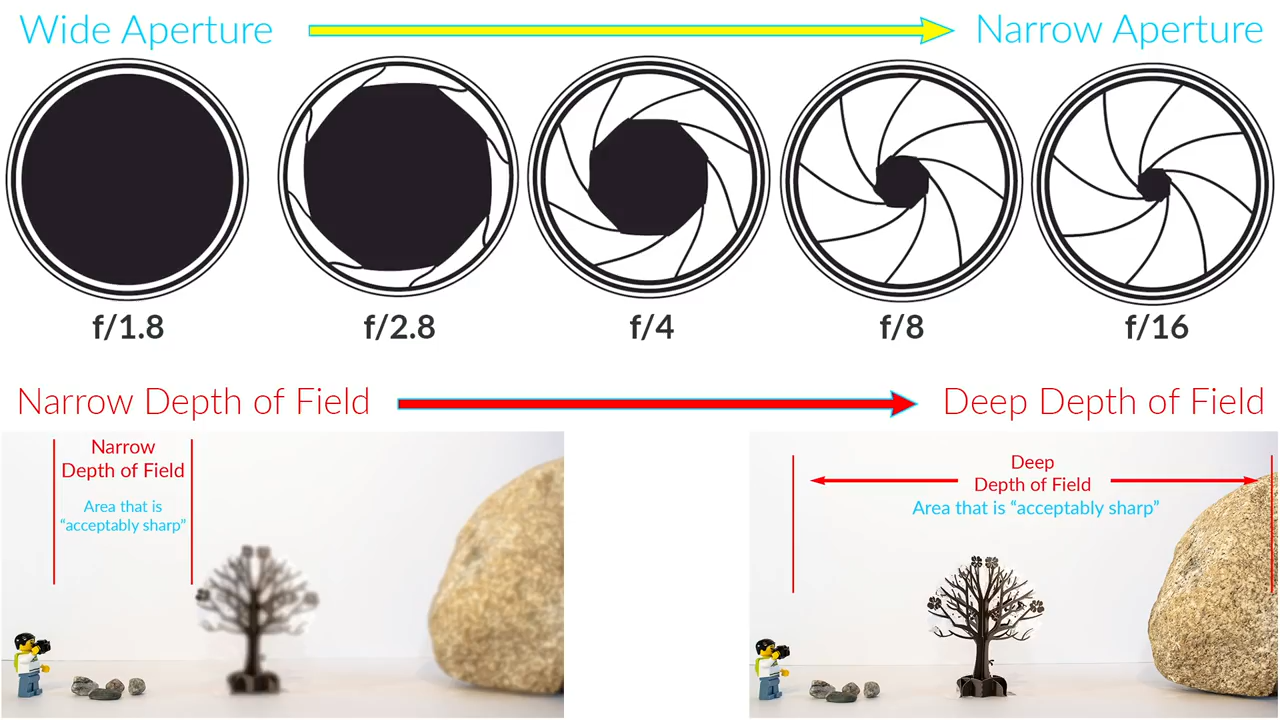 Wide Aperture
Narrow Aperture
f/1.8
f/2.8
f/4
f/8
f/16
Narrow Depth of Field
Deep Depth of Field
Narrow
Depth of Field
Area that is
“acceptably sharp”
Deep
Depth of Field
Area that is “acceptably sharp”